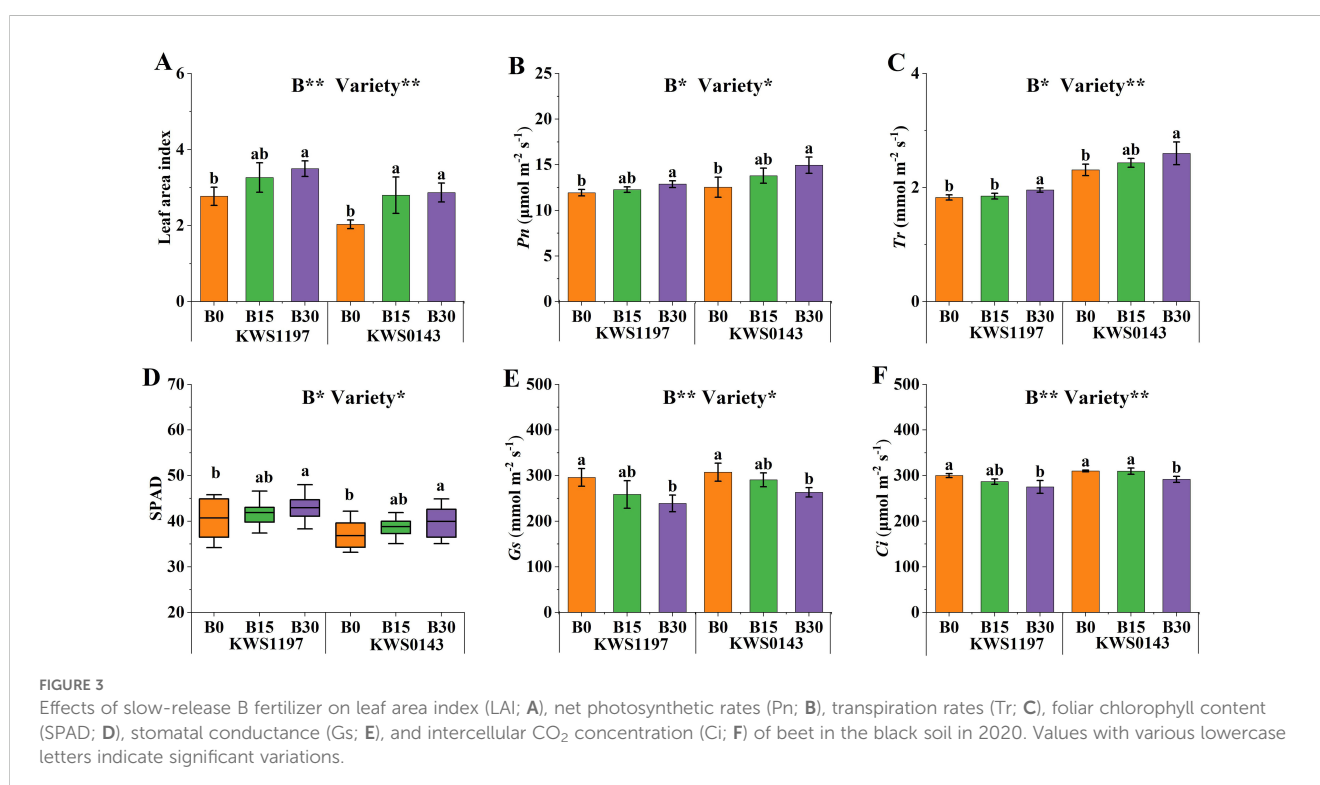 A
B** Variety**
Leaf area index
6
4
2
0
b ab a b a a
B0 B15 B30 B0 B15 B30
KWS1197 KWS0143
B
B* Variety*
Pn (μmol m⁻² s⁻¹)
25
20
15
10
5
0
b ab a b ab a
B0 B15 B30 B0 B15 B30
KWS1197 KWS0143
C
B* Variety**
Tr (mmol m⁻² s⁻¹)
4
2
0
b b a b ab a
B0 B15 B30 B0 B15 B30
KWS1197 KWS0143
D
B* Variety*
SPAD
70
60
50
40
30
20
b ab a b ab a
B0 B15 B30 B0 B15 B30
KWS1197 KWS0143
E
B** Variety*
Gs (mmol m⁻² s⁻¹)
500
400
300
200
100
0
a ab b a ab b
B0 B15 B30 B0 B15 B30
KWS1197 KWS0143
F
B** Variety**
Ci (μmol m⁻² s⁻¹)
500
400
300
200
100
0
a ab b a a b
B0 B15 B30 B0 B15 B30
KWS1197 KWS0143
FIGURE 3
Effects of slow-release B fertilizer on leaf area index (LAI; A), net photosynthetic rates (Pn; B), transpiration rates (Tr; C), foliar chlorophyll content
(SPAD; D), stomatal conductance (Gs; E), and intercellular CO₂ concentration (Ci; F) of beet in the black soil in 2020. Values with various lowercase
letters indicate significant variations.